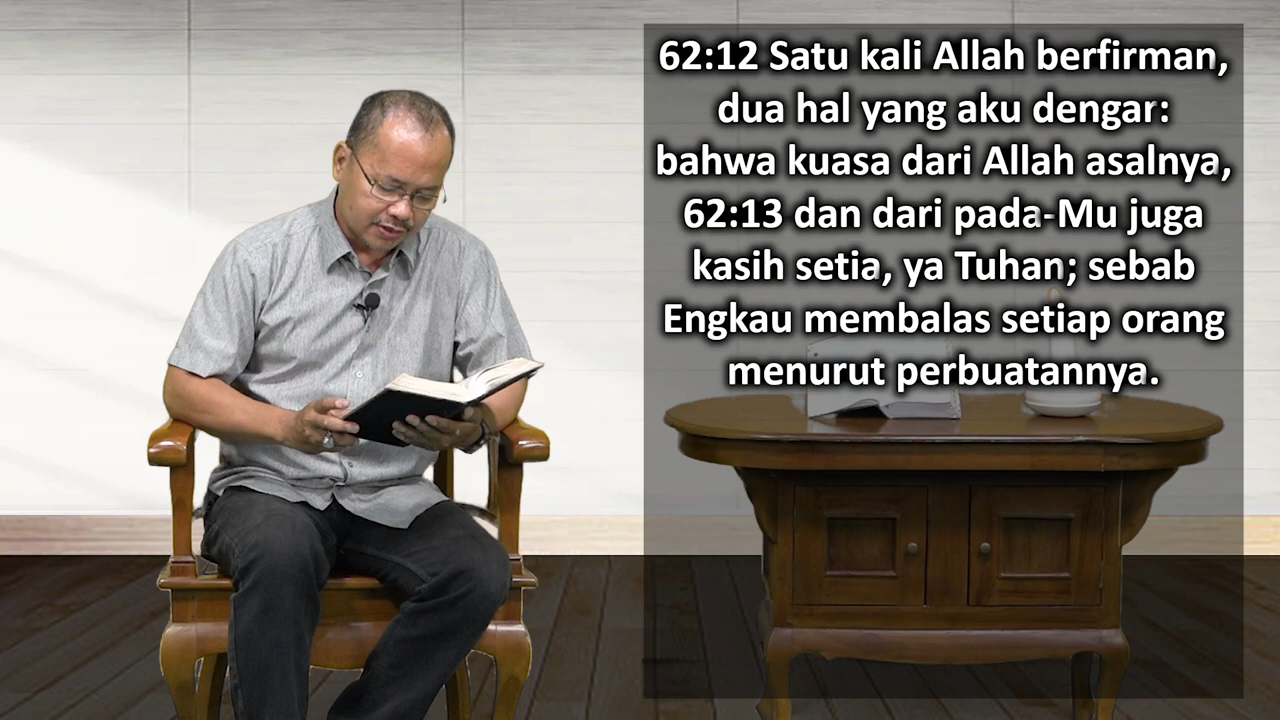 62:12 Satu kali Allah berfirman,
dua hal yang aku dengar:
bahwa kuasa dari Allah asalnya,
62:13 dan dari pada-Mu juga
kasih setia, ya Tuhan; sebab
Engkau membalas setiap orang
menurut perbuatannya.